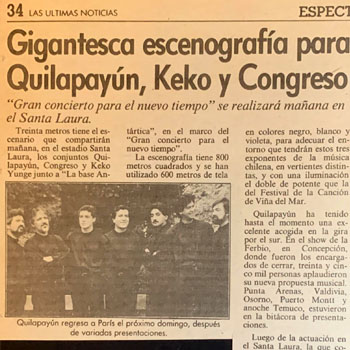 34 LAS ULTIMAS NOTICIAS
ESPECT
Gigantesca escenografía para
Quilapayún, Keko y Congreso
"Gran concierto para el nuevo tiempo" se realizará mañana en
el Santa Laura.
Treinta metros tiene el es-
cenario que compartirán
mañana, en el estadio Santa
Laura, los conjuntos Quila-
payún, Congreso y Keko
Yunge junto a "La base An-
tártica", en el marco del
"Gran concierto para el
nuevo tiempo".
La escenografía tiene 800
metros cuadrados y se han
utilizado 600 metros de tela
Quilapayún regresa a París el próximo domingo, después
de variadas presentaciones.
en colores negro, blanco y
violeta, para adecuar el en-
torno que tendrán estos tres
exponentes de la música
chilena, en vertientes distin-
tas, y con una iluminación
el doble de potente que la
del Festival de la Canción
de Viña del Mar.
Quilapayún ha tenido
hasta el momento una ex-
celente acogida en la gira
por el sur. En el show de la
Ferbio, en Concepción,
donde fueron los encarga-
dos de cerrar, treinta y cin-
co mil personas aplaudieron
su nueva propuesta musical.
Punta Arenas, Valdivia,
Osorno, Puerto Montt y
anoche Temuco, estuvieron
en la bitácora de presenta-
ciones.
Luego de la actuación en
el Santa Laura, la que co-